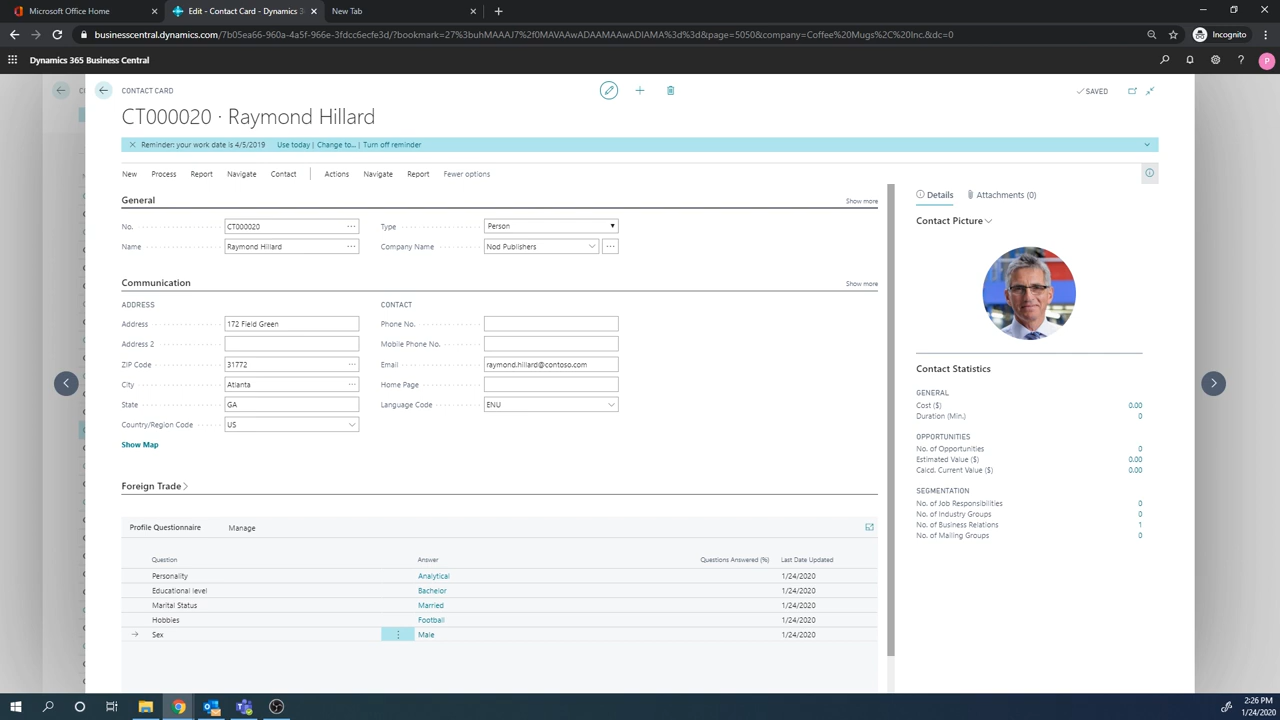 Microsoft Office Home
Edit - Contact Card - Dynamics 3
New Tab
businesscentral.dynamics.com/7b05ea66-960a-4a5f-966e-3fdcc6ecfe3d/?bookmark=27%3buhMAAAJ7%2f0M3VAAwADAAMAAwADIAMA%3d%3d&page=5050&company=Coffee%20Mugs%2C%20Inc.&dc=0
Incognito
Dynamics 365 Business Central
P
CONTACT CARD
SAVED
CT000020 · Raymond Hillard
Reminder: your work date is 4/5/2019 Use today | Change to... | Turn off reminder
New Process Report Navigate Contact Actions Navigate Report Fewer options
General
Show more
No. CT000020 Type Person
Name Raymond Hillard Company Name Nod Publishers
Communication
Show more
ADDRESS CONTACT
Address 172 Field Green Phone No.
Address 2 Mobile Phone No.
ZIP Code 31772 Email raymond.hillard@contoso.com
City Atlanta Home Page
State GA Language Code ENU
Country/Region Code US
Show Map
Foreign Trade
Profile Questionnaire Manage
Question Answer Questions Answered (%) Last Date Updated
Personality Analytical 1/24/2020
Educational level Bachelor 1/24/2020
Marital Status Married 1/24/2020
Hobbies Football 1/24/2020
Sex Male 1/24/2020
Details Attachments (0)
Contact Picture
Contact Statistics
GENERAL
Cost ($) 0.00
Duration (Min.) 0
OPPORTUNITIES
No. of Opportunities 0
Estimated Value ($) 0.00
Calcd. Current Value ($) 0.00
SEGMENTATION
No. of Job Responsibilities 0
No. of Industry Groups 0
No. of Business Relations 1
No. of Mailing Groups 0
2:26 PM
1/24/2020